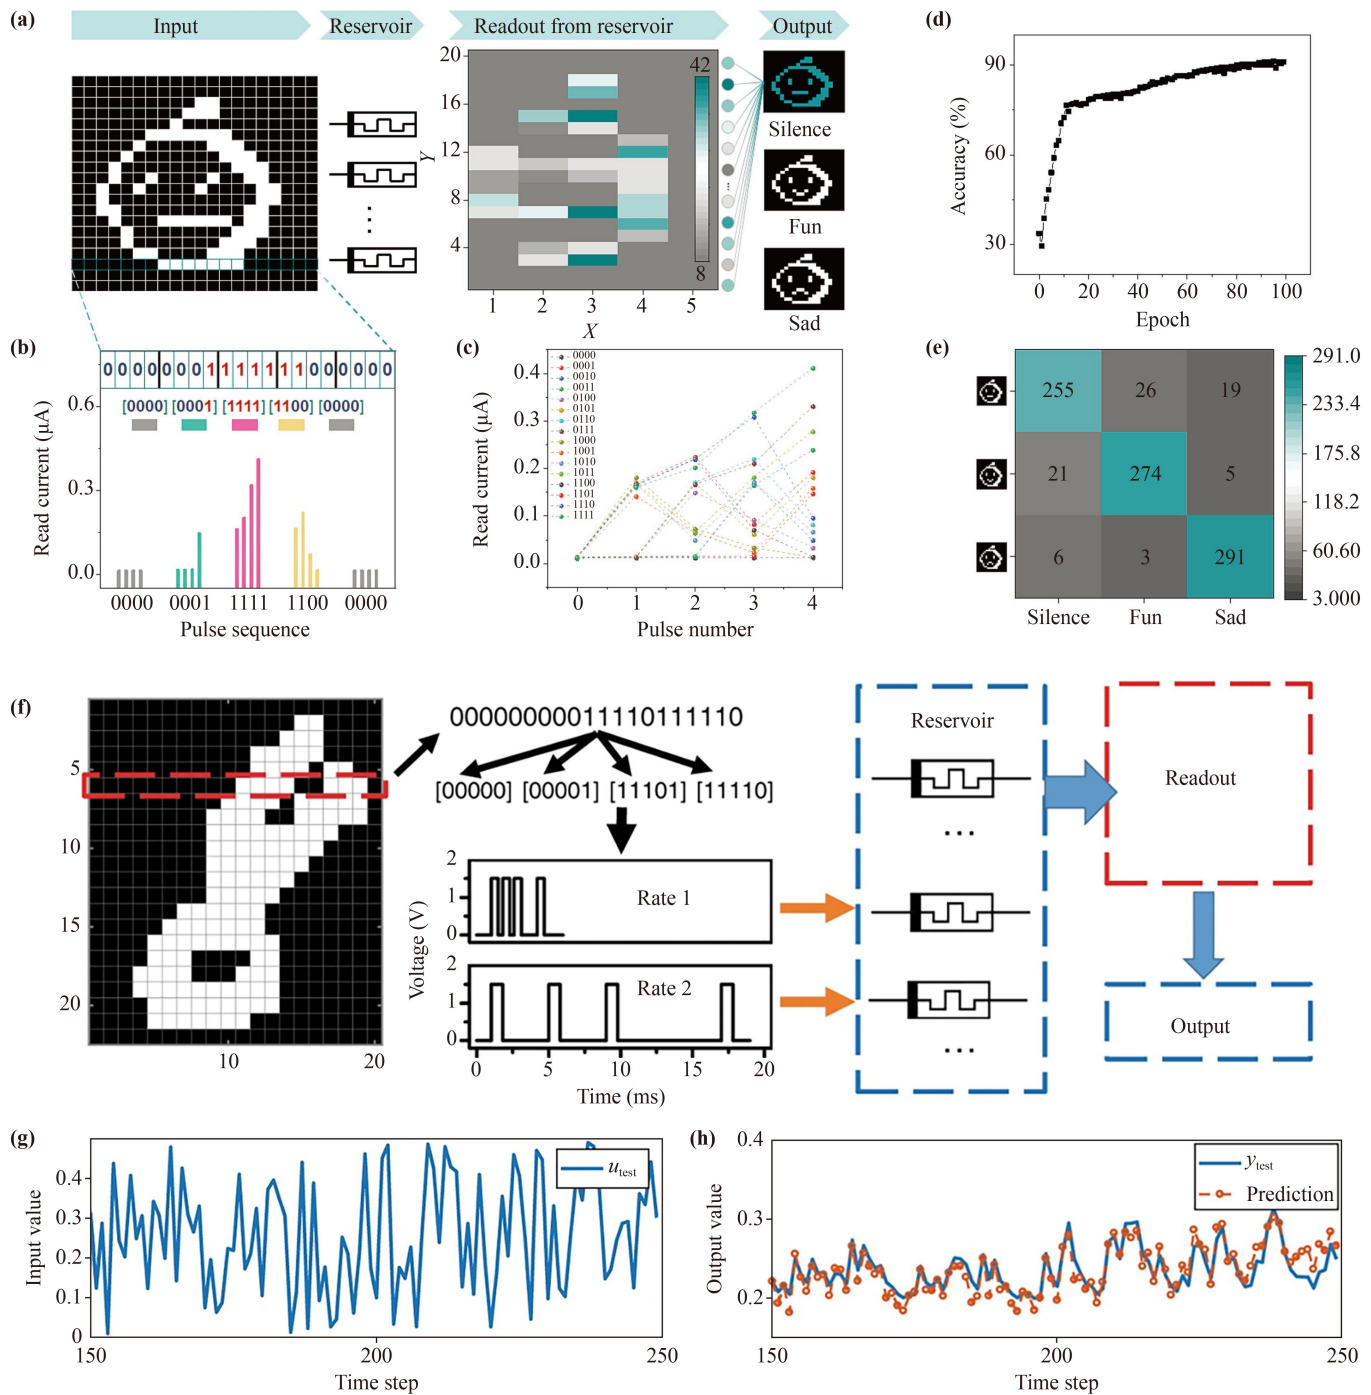 (a)
Input
Reservoir
Readout from reservoir
Output
20
16
12
8
4
Y
1 2 3 4 5
X
42
8
Silence
Fun
Sad
(b)
0 0 0 0 0 0 0 1 1 1 1 1 1 1 0 0 0 0 0 0
[0000] [0001] [1111] [1100] [0000]
0.6
0.3
0.0
Read current (μA)
0000 0001 1111 1100 0000
Pulse sequence
(c)
0000
0001
0010
0011
0100
0101
0110
0111
1000
1001
1010
1011
1100
1101
1110
1111
0.4
0.3
0.2
0.1
0.0
Read currrent (μA)
0 1 2 3 4
Pulse number
(d)
90
60
30
Accuracy (%)
0 20 40 60 80 100
Epoch
(e)
255 26 19
21 274 5
6 3 291
Silence Fun Sad
291.0
233.4
175.8
118.2
60.60
3.000
(f)
5
10
15
20
10 20
00000000011110111110
[00000] [00001] [11101] [11110]
2
1
0
Rate 1
2
1
0
Rate 2
Voltage (V)
0 5 10 15 20
Time (ms)
Reservoir
...
...
Readout
Output
(g)
0.4
0.3
0.2
0.1
0
Input value
150 200 250
Time step
u test
(h)
0.4
0.3
0.2
Output value
150 200 250
Time step
y test
Prediction